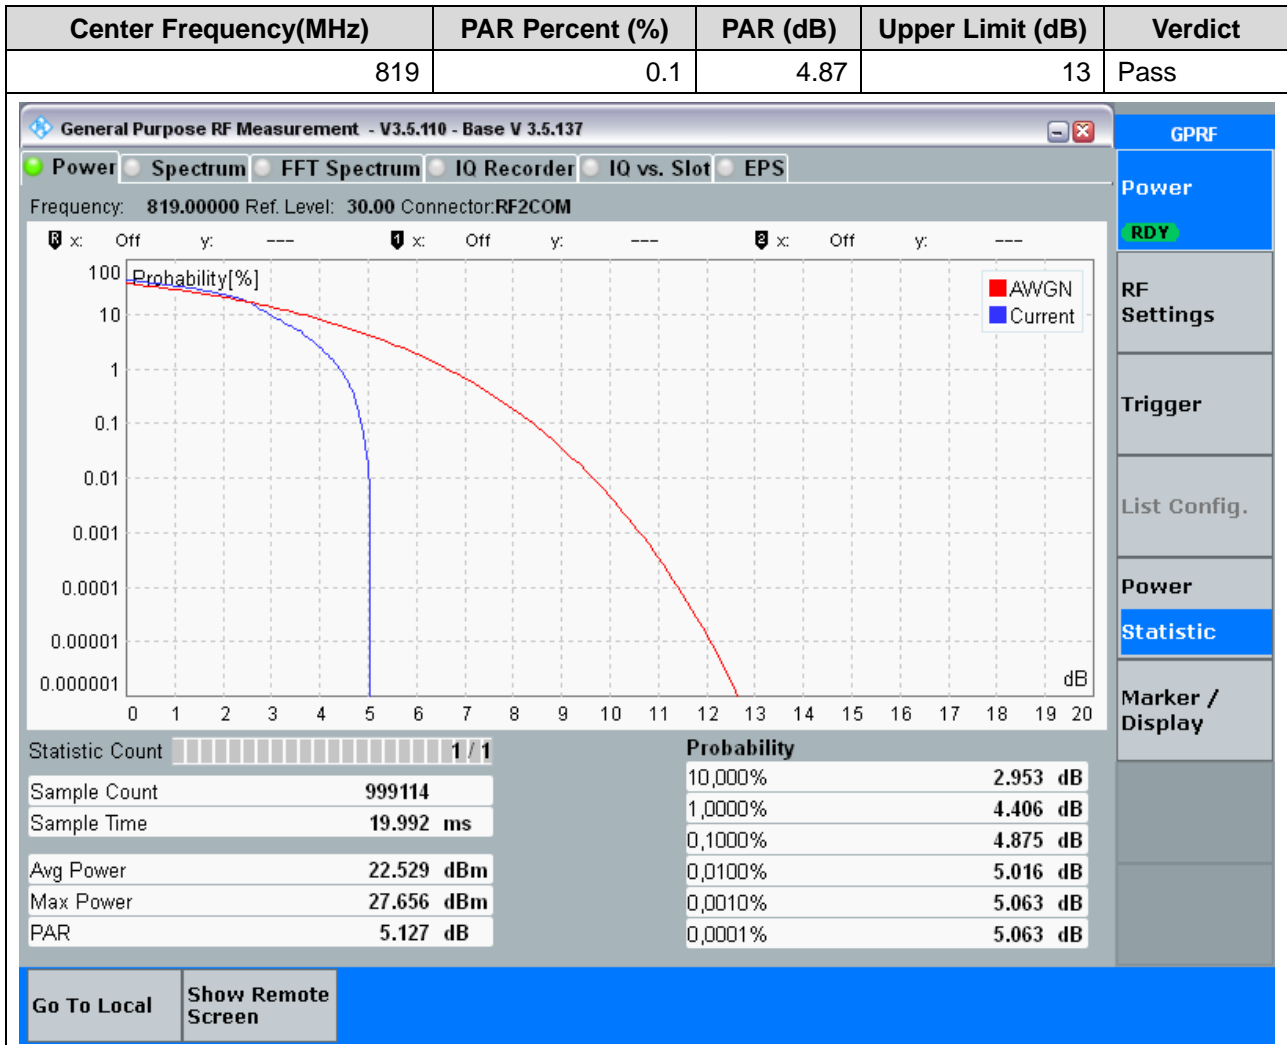 Center Frequency(MHz) PAR Percent (%) PAR (dB) Upper Limit (dB) Verdict
819 0.1 4.87 13 Pass
General Purpose RF Measurement - V3.5.110 - Base V 3.5.137
GPRF
Power Spectrum FFT Spectrum IQ Recorder IQ vs. Slot EPS
Power
RDY
Frequency: 819.00000 Ref. Level: 30.00 Connector:RF2COM
R x: Off y: --- 1 x: Off y: --- 2 x: Off y: ---
Probability[%]
AWGN
Current
100
10
1
0.1
0.01
0.001
0.0001
0.00001
0.000001
dB
0 1 2 3 4 5 6 7 8 9 10 11 12 13 14 15 16 17 18 19 20
RF
Settings
Trigger
List Config.
Power
Statistic
Marker /
Display
Statistic Count 1 / 1
Sample Count 999114
Sample Time 19.992 ms
Avg Power 22.529 dBm
Max Power 27.656 dBm
PAR 5.127 dB
Probability
10,000% 2.953 dB
1,0000% 4.406 dB
0,1000% 4.875 dB
0,0100% 5.016 dB
0,0010% 5.063 dB
0,0001% 5.063 dB
Go To Local
Show Remote
Screen